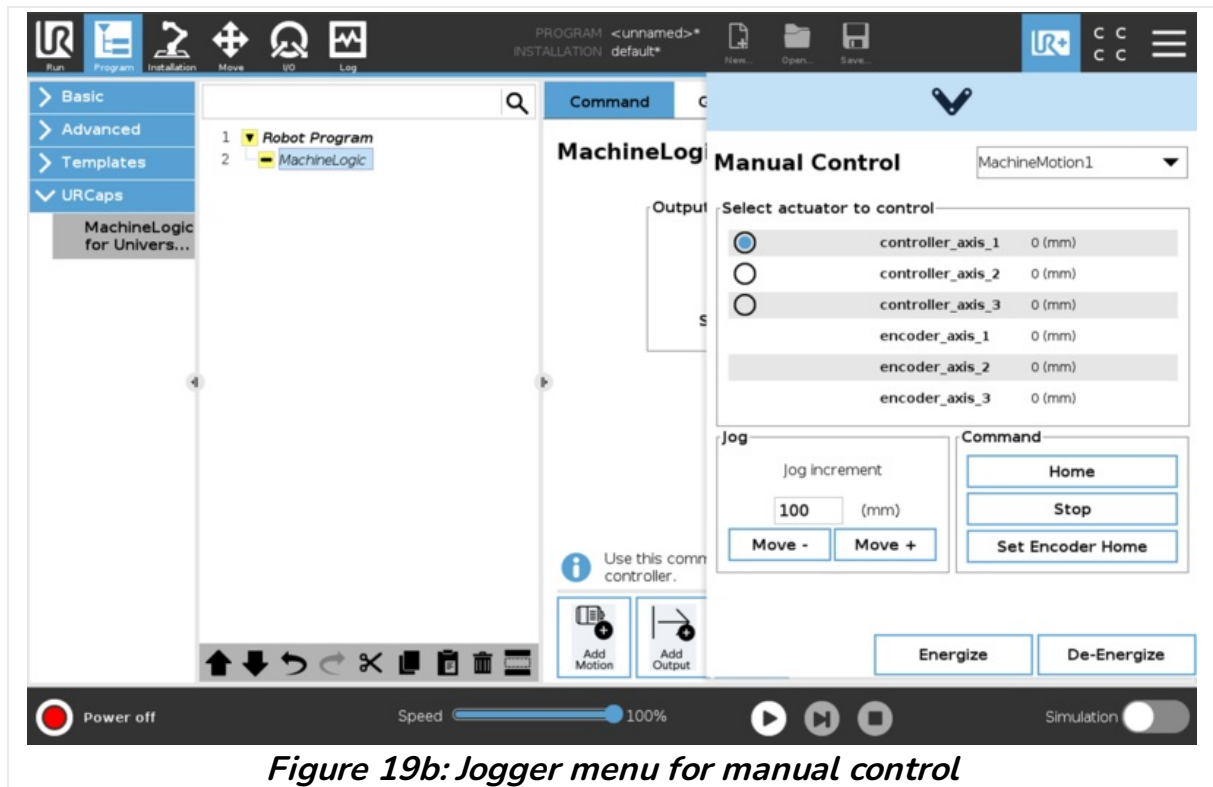 PROGRAM <unnamed>*
INSTALLATION default*
UR
Run
Program
Installation
Move
I/O
Log
New...
Open...
Save...
UR+
C C
C C
Basic
Advanced
Templates
URCaps
MachineLogic
for Univers...
1 Robot Program
2 MachineLogic
Command
MachineLogi
Output
Use this comm
controller.
Add
Motion
Add
Output
Manual Control
MachineMotion1
Select actuator to control
controller_axis_1 0 (mm)
controller_axis_2 0 (mm)
controller_axis_3 0 (mm)
encoder_axis_1 0 (mm)
encoder_axis_2 0 (mm)
encoder_axis_3 0 (mm)
Jog
Jog increment
100 (mm)
Move - Move +
Command
Home
Stop
Set Encoder Home
Energize De-Energize
Power off
Speed 100%
Simulation
Figure 19b: Jogger menu for manual control